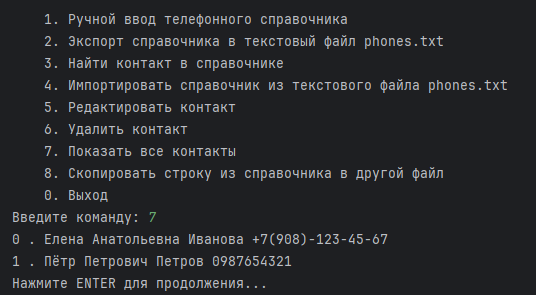 1. Ручной ввод телефонного справочника
2. Экспорт справочника в текстовый файл phones.txt
3. Найти контакт в справочнике
4. Импортировать справочник из текстового файла phones.txt
5. Редактировать контакт
6. Удалить контакт
7. Показать все контакты
8. Скопировать строку из справочника в другой файл
0. Выход
Введите команду: 7
0 . Елена Анатольевна Иванова +7(908)-123-45-67
1 . Пётр Петрович Петров 0987654321
Нажмите ENTER для продолжения...